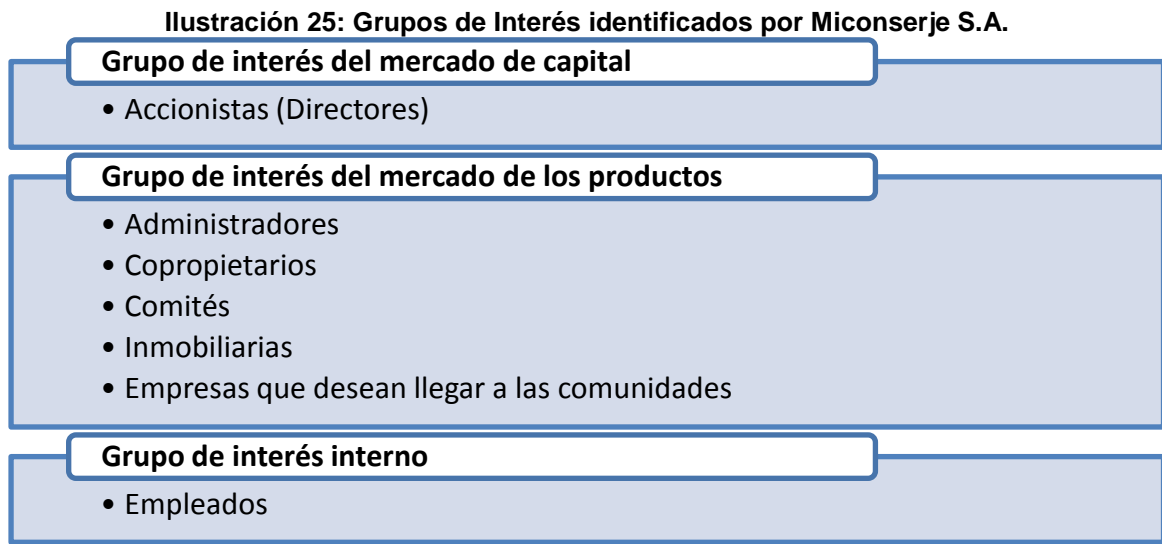 Ilustración 25: Grupos de Interés identificados por Miconserje S.A.
Grupo de interés del mercado de capital
• Accionistas (Directores)
Grupo de interés del mercado de los productos
• Administradores
• Copropietarios
• Comités
• Inmobiliarias
• Empresas que desean llegar a las comunidades
Grupo de interés interno
• Empleados